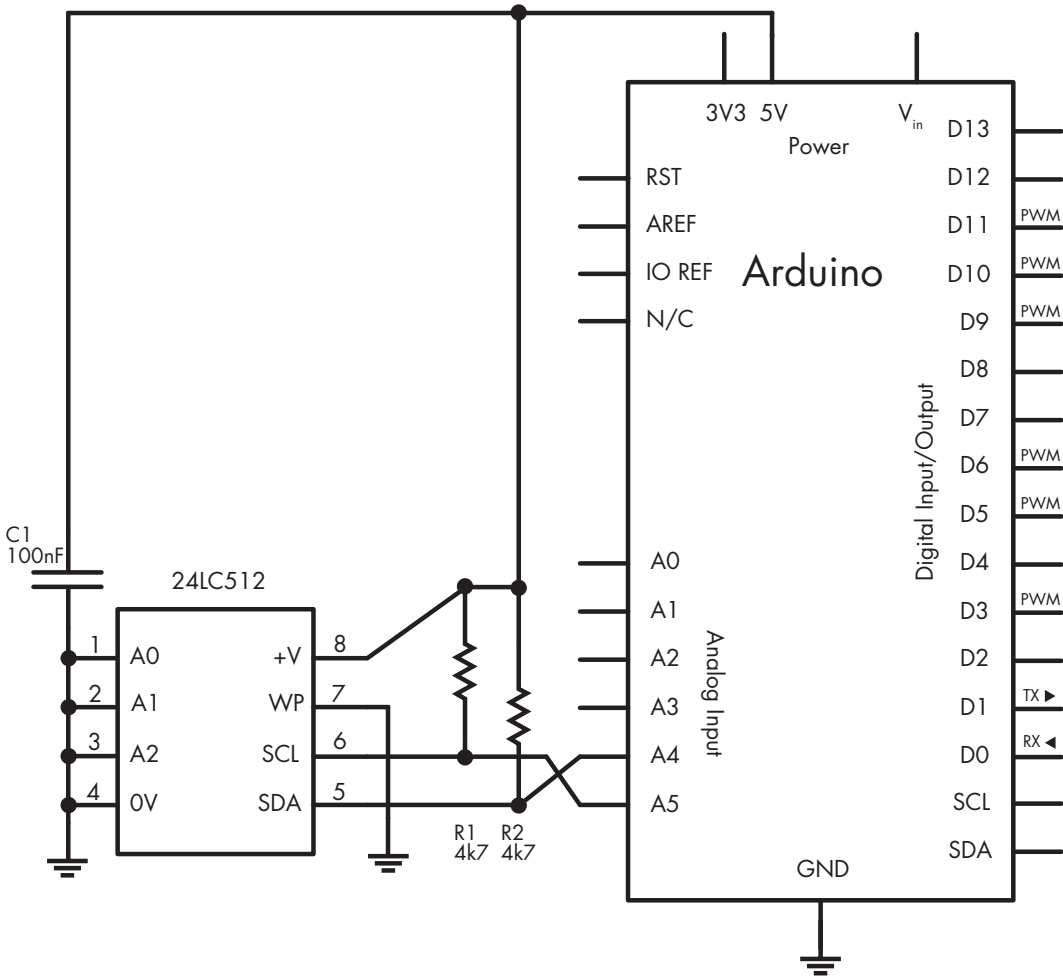 3V3 5V
V in
Power
Arduino
RST
AREF
IO REF
N/C
A0
A1
A2
A3
A4
A5
Analog Input
D13
D12
D11 PWM
D10 PWM
D9 PWM
D8
D7
D6 PWM
D5 PWM
D4
D3 PWM
D2
D1 TX ►
D0 RX ◄
SCL
SDA
Digital Input/Output
GND
C1
100nF
24LC512
1 A0 +V 8
2 A1 WP 7
3 A2 SCL 6
4 0V SDA 5
R1 R2
4k7 4k7